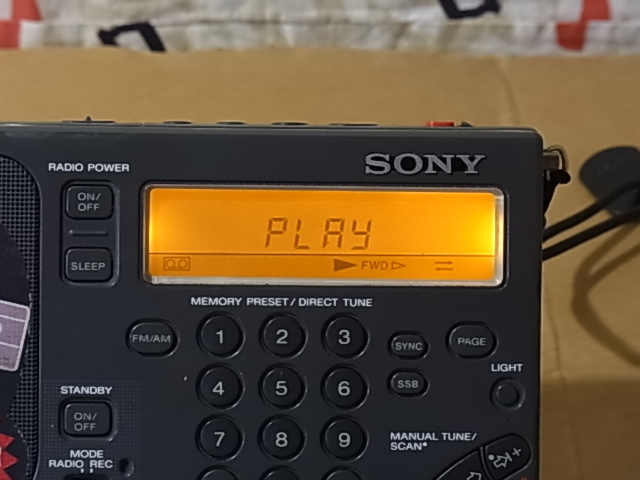 RADIO POWER
SONY
ON/
OFF
PLAY
SLEEP
FWD
MEMORY PRESET/DIRECT TUNE
FM/AM
1
2
3
SYNC
PAGE
LIGHT
STANDBY
4
5
6
SSB
ON/
OFF
7
8
9
MANUAL TUNE/
SCAN•
MODE
RADIO REC
+